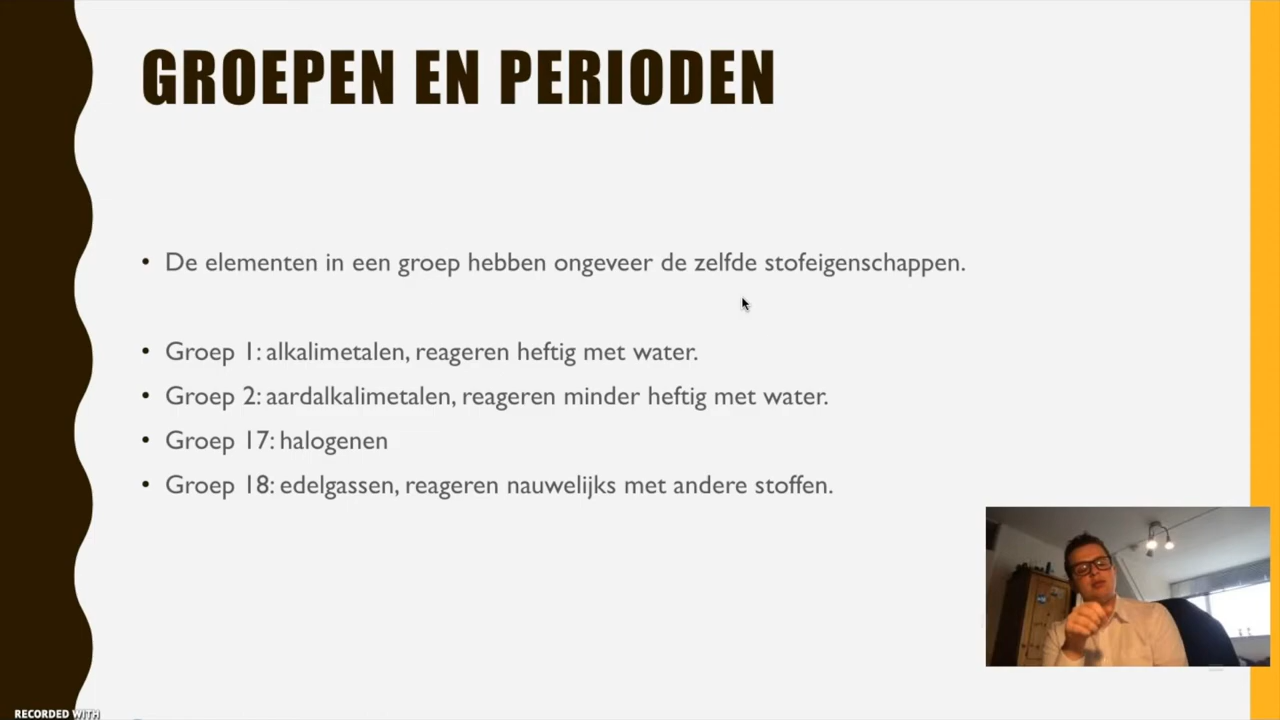 GROEPEN EN PERIODEN
• De elementen in een groep hebben ongeveer de zelfde stofeigenschappen.
• Groep 1: alkalimetalen, reageren heftig met water.
• Groep 2: aardalkalimetalen, reageren minder heftig met water.
• Groep 17: halogenen
• Groep 18: edelgassen, reageren nauwelijks met andere stoffen.
RECORDED WITH